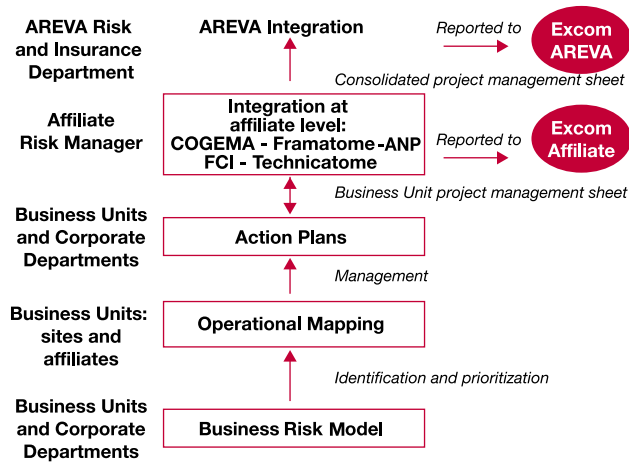 AREVA Risk
and Insurance
Department
AREVA Integration
Reported to
Excom
AREVA
Consolidated project management sheet
Affiliate
Risk Manager
Integration at
affiliate level:
COGEMA - Framatome-ANP
FCI - Technicatome
Reported to
Excom
Affiliate
Business Unit project management sheet
Business Units
and Corporate
Departments
Action Plans
Management
Business Units:
sites and
affiliates
Operational Mapping
Identification and prioritization
Business Units
and Corporate
Departments
Business Risk Model